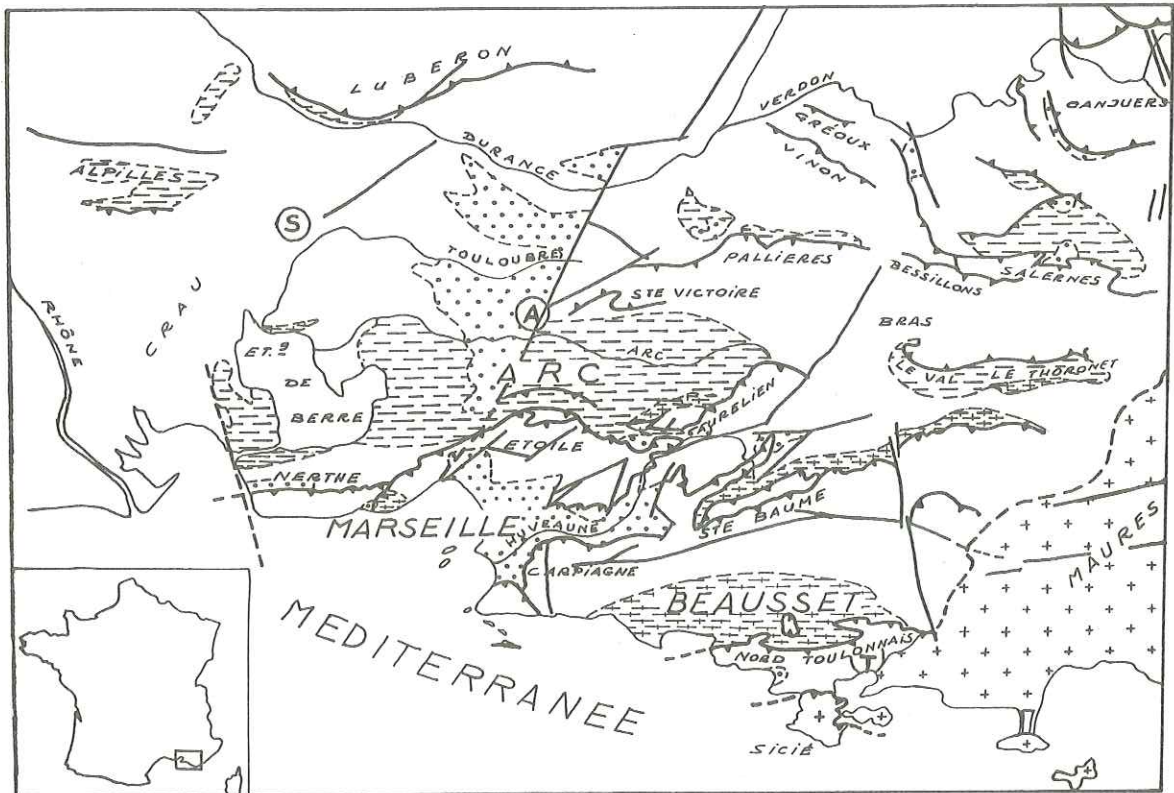 LUBERON
VERDON
CANJUERS
GRÉOUX
VINON
DURANCE
ALPILLES
S
TOULOUBRE
PALLIÈRES
BESSILLONS
SALERNES
STE VICTOIRE
CRAU
RHÔNE
A
ARC
BRAS
ET.g
DE
BERRE
ARC
LE VAL
LE THORONET
AURELIEN
ETOILE
NERTHE
MARSEILLE
HUVEAUNE
STE BAUME
CARPIAGNE
MAURES
BEAUSSET
MEDITERRANEE
NORD TOULONNAIS
T
SICIÉ